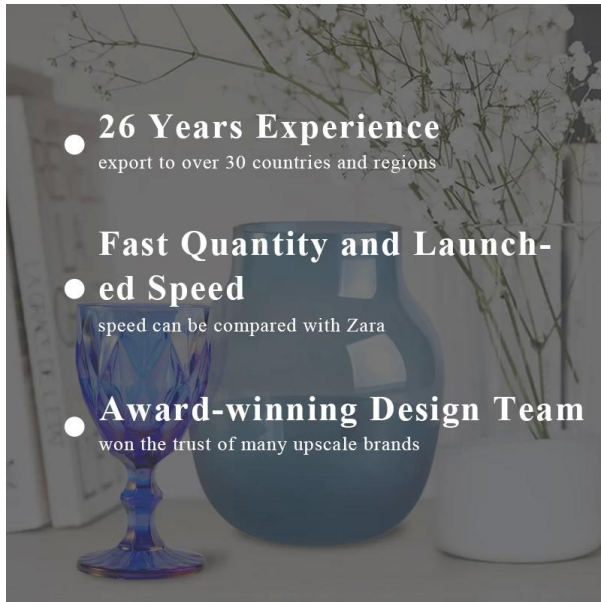 26 Years Experience
export to over 30 countries and regions
Fast Quantity and Launch-
ed Speed
speed can be compared with Zara
Award-winning Design Team
won the trust of many upscale brands